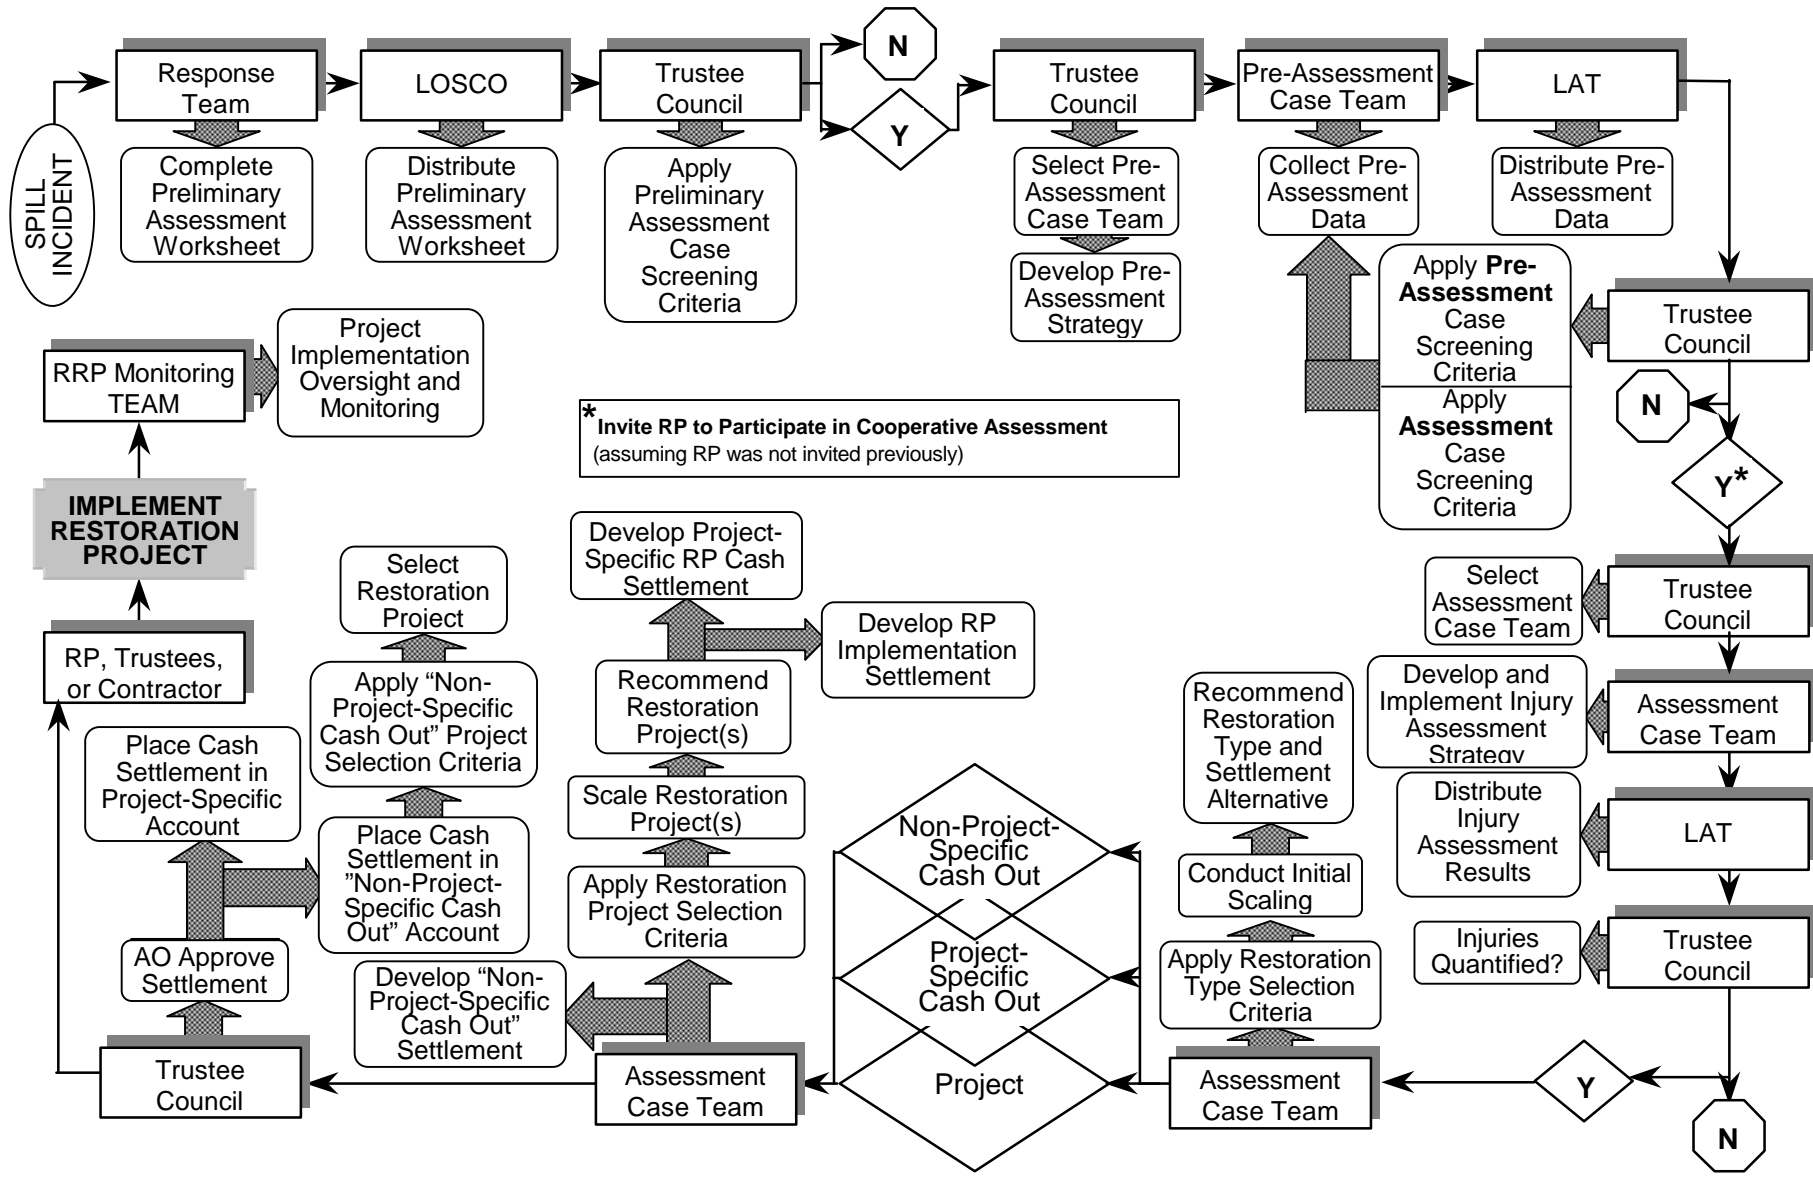 SPILL
INCIDENT
Response
Team
Complete
Preliminary
Assessment
Worksheet
LOSCO
Distribute
Preliminary
Assessment
Worksheet
Trustee
Council
Apply
Preliminary
Assessment
Case
Screening
Criteria
N
Y
Trustee
Council
Select Pre-
Assessment
Case Team
Develop Pre-
Assessment
Strategy
Pre-Assessment
Case Team
Collect Pre-
Assessment
Data
LAT
Distribute Pre-
Assessment
Data
Trustee
Council
Apply Pre-
Assessment
Case
Screening
Criteria
Apply
Assessment
Case
Screening
Criteria
N
Y*
*Invite RP to Participate in Cooperative Assessment
(assuming RP was not invited previously)
Trustee
Council
Select
Assessment
Case Team
Assessment
Case Team
Develop and
Implement Injury
Assessment
Strategy
LAT
Distribute
Injury
Assessment
Results
Trustee
Council
Injuries
Quantified?
N
Y
Assessment
Case Team
Apply Restoration
Type Selection
Criteria
Conduct Initial
Scaling
Recommend
Restoration
Type and
Settlement
Alternative
Non-Project-
Specific
Cash Out
Project-
Specific
Cash Out
Project
Assessment
Case Team
Develop “Non-
Project-Specific
Cash Out”
Settlement
Apply Restoration
Project Selection
Criteria
Scale Restoration
Project(s)
Recommend
Restoration
Project(s)
Develop Project-
Specific RP Cash
Settlement
Develop RP
Implementation
Settlement
Trustee
Council
AO Approve
Settlement
Place Cash
Settlement in
Project-Specific
Account
Place Cash
Settlement in
”Non-Project-
Specific Cash
Out” Account
Apply “Non-
Project-Specific
Cash Out” Project
Selection Criteria
Select
Restoration
Project
RP, Trustees,
or Contractor
IMPLEMENT
RESTORATION
PROJECT
RRP Monitoring
TEAM
Project
Implementation
Oversight and
Monitoring